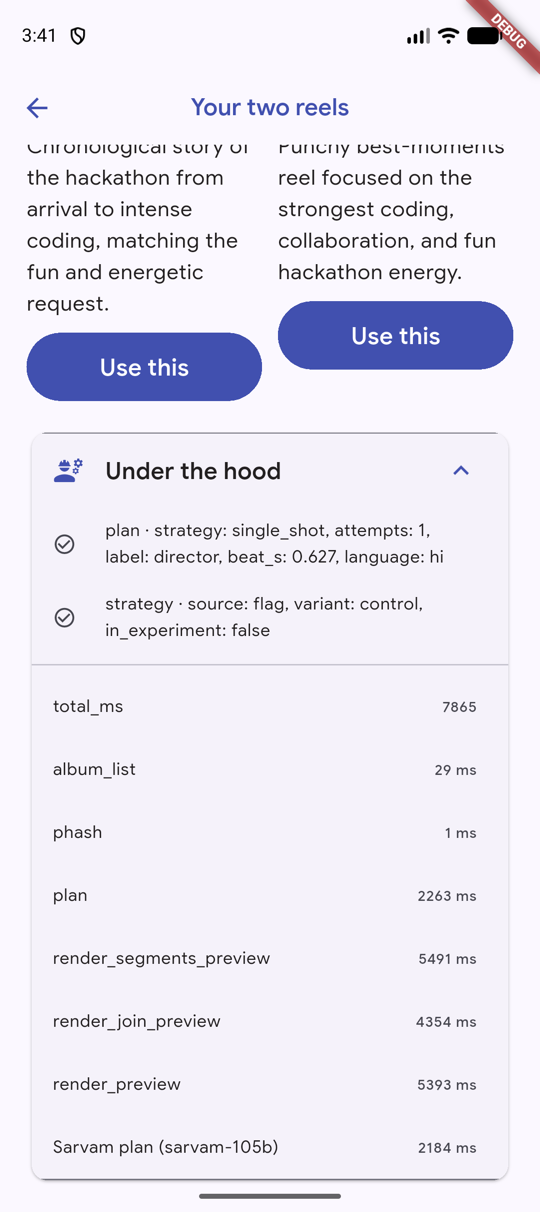 3:41
DEBUG
Your two reels
Chronological story of
the hackathon from
arrival to intense
coding, matching the
fun and energetic
request.
Use this
Punchy best-moments
reel focused on the
strongest coding,
collaboration, and fun
hackathon energy.
Use this
Under the hood
plan · strategy: single_shot, attempts: 1,
label: director, beat_s: 0.627, language: hi
strategy · source: flag, variant: control,
in_experiment: false
total_ms 7865
album_list 29 ms
phash 1 ms
plan 2263 ms
render_segments_preview 5491 ms
render_join_preview 4354 ms
render_preview 5393 ms
Sarvam plan (sarvam-105b) 2184 ms